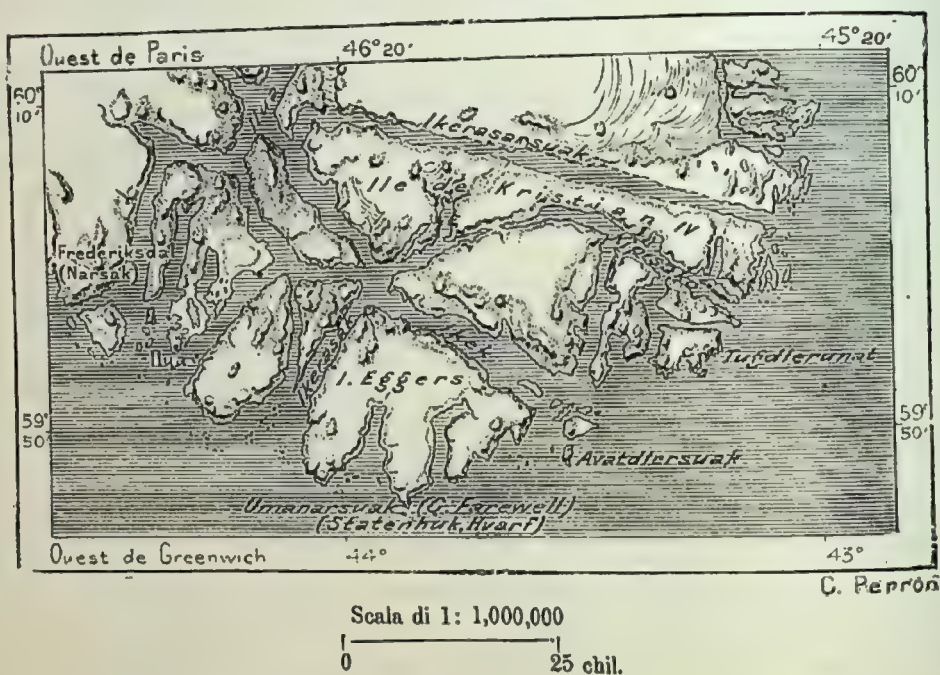 Ouest de Paris
46°20'
45°20'
60°
10'
60°
10'
Ikerasarsuak
Ile de Kristian IV
Frederiksdal
(Narsak)
I. Eggers
Avatdlersuak
59°
50'
59°
50'
Umanarsuak (C. Farewell)
(Statenhuk, Hvarf)
Ouest de Greenwich
44°
43°
C. Perron
Scala di 1: 1,000,000
0 25 chil.